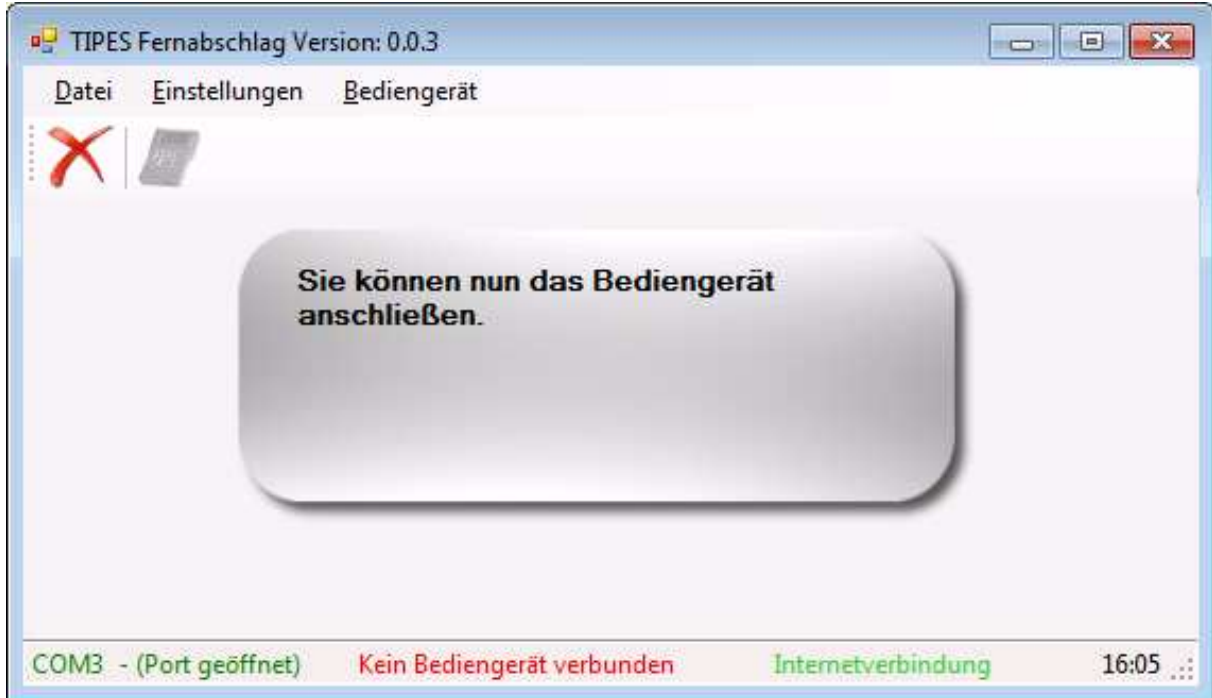 TIPES Fernabschlag Version: 0.0.3
Datei Einstellungen Bediengerät
Sie können nun das Bediengerät
anschließen.
COM3 - (Port geöffnet) Kein Bediengerät verbunden Internetverbindung 16:05